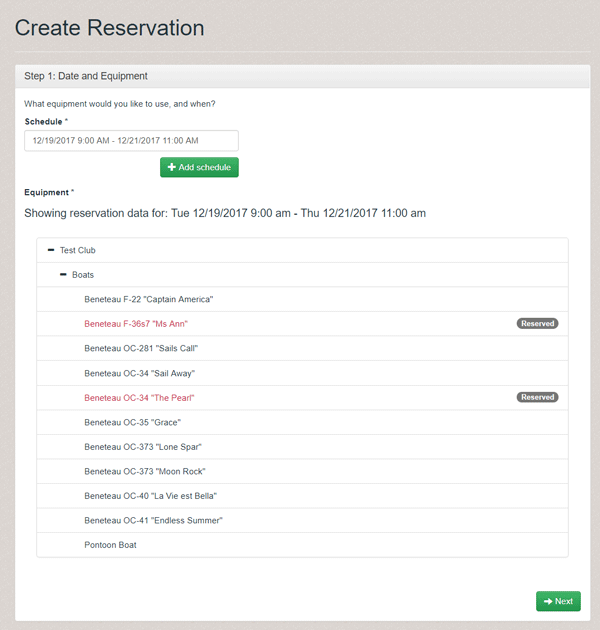 Create Reservation
Step 1: Date and Equipment
What equipment would you like to use, and when?
Schedule *
12/19/2017 9:00 AM - 12/21/2017 11:00 AM
Add schedule
Equipment *
Showing reservation data for: Tue 12/19/2017 9:00 am - Thu 12/21/2017 11:00 am
Test Club
Boats
Beneteau F-22 "Captain America"
Beneteau F-36s7 "Ms Ann" Reserved
Beneteau OC-281 "Sails Call"
Beneteau OC-34 "Sail Away"
Beneteau OC-34 "The Pearl" Reserved
Beneteau OC-35 "Grace"
Beneteau OC-373 "Lone Spar"
Beneteau OC-373 "Moon Rock"
Beneteau OC-40 "La Vie est Bella"
Beneteau OC-41 "Endless Summer"
Pontoon Boat
Next